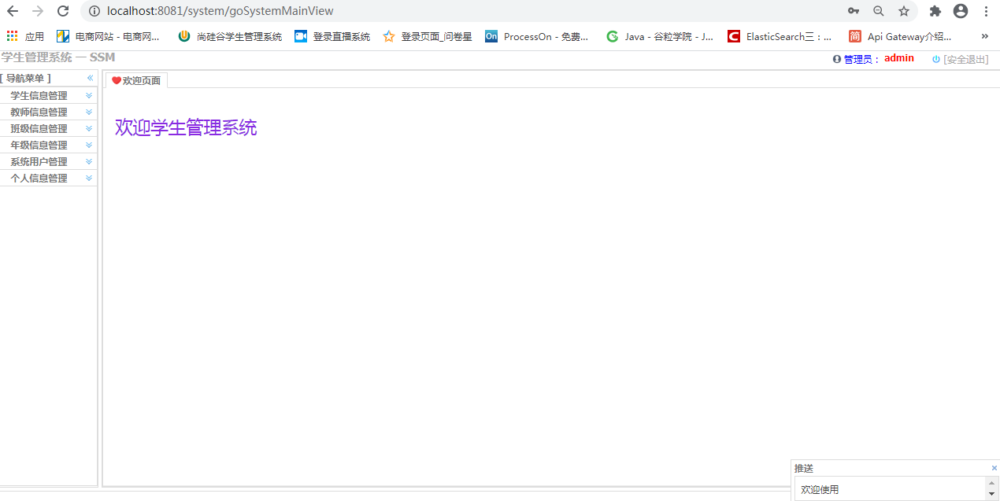 localhost:8081/system/goSystemMainView
应用 电商网站 - 电商网... 尚硅谷学生管理系统 登录直播系统 登录页面_问卷星 On ProcessOn - 免费... Java - 谷粒学院 - J... ElasticSearch三：... 简 Api Gateway介绍... »
学生管理系统 — SSM
管理员： admin [安全退出]
[ 导航菜单 ]
欢迎页面
学生信息管理
教师信息管理
班级信息管理
年级信息管理
系统用户管理
个人信息管理
欢迎学生管理系统
推送
欢迎使用